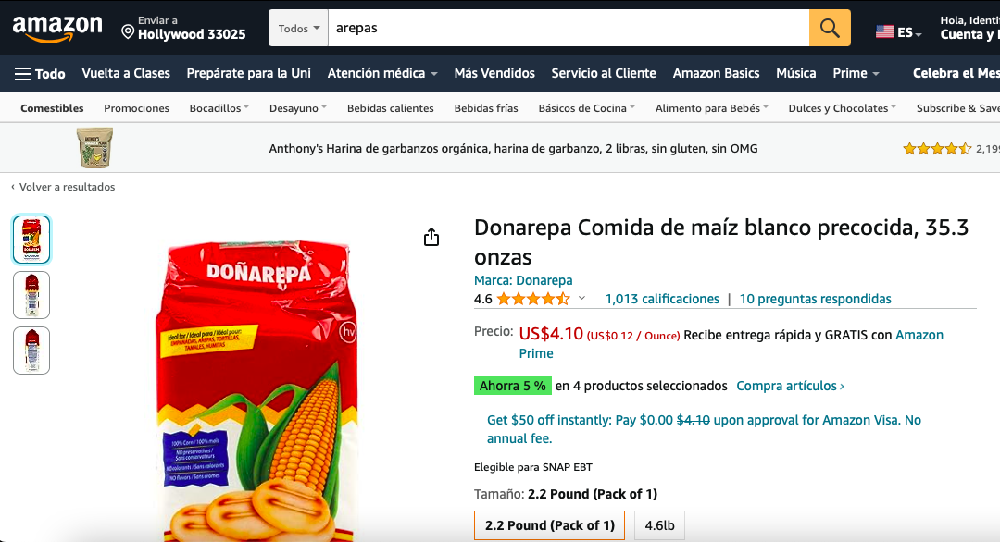 amazon
Enviar a
Hollywood 33025
Todos
arepas
ES
Hola, Identi
Cuenta y
Todo
Vuelta a Clases
Prepárate para la Uni
Atención médica
Más Vendidos
Servicio al Cliente
Amazon Basics
Música
Prime
Celebra el Mes
Comestibles
Promociones
Bocadillos
Desayuno
Bebidas calientes
Bebidas frías
Básicos de Cocina
Alimento para Bebés
Dulces y Chocolates
Subscribe & Save
Anthony's Harina de garbanzos orgánica, harina de garbanzo, 2 libras, sin gluten, sin OMG
2,199
‹ Volver a resultados
DOÑAREPA
hv
Ideal for / Ideal para / Idéal pour:
EMPANADAS, AREPAS, TORTILLAS,
TAMALES, HUMITAS
100% Corn / 100% maíz
NO preservatives /
Sans conservateurs
NO colorants / Sans colorants
NO flavors / Sans arômes
Donarepa Comida de maíz blanco precocida, 35.3
onzas
Marca: Donarepa
4.6
1,013 calificaciones | 10 preguntas respondidas
Precio: US$4.10 (US$0.12 / Ounce) Recibe entrega rápida y GRATIS con Amazon
Prime
Ahorra 5 % en 4 productos seleccionados Compra artículos ›
Get $50 off instantly: Pay $0.00 $4.10 upon approval for Amazon Visa. No
annual fee.
Elegible para SNAP EBT
Tamaño: 2.2 Pound (Pack of 1)
2.2 Pound (Pack of 1)
4.6lb